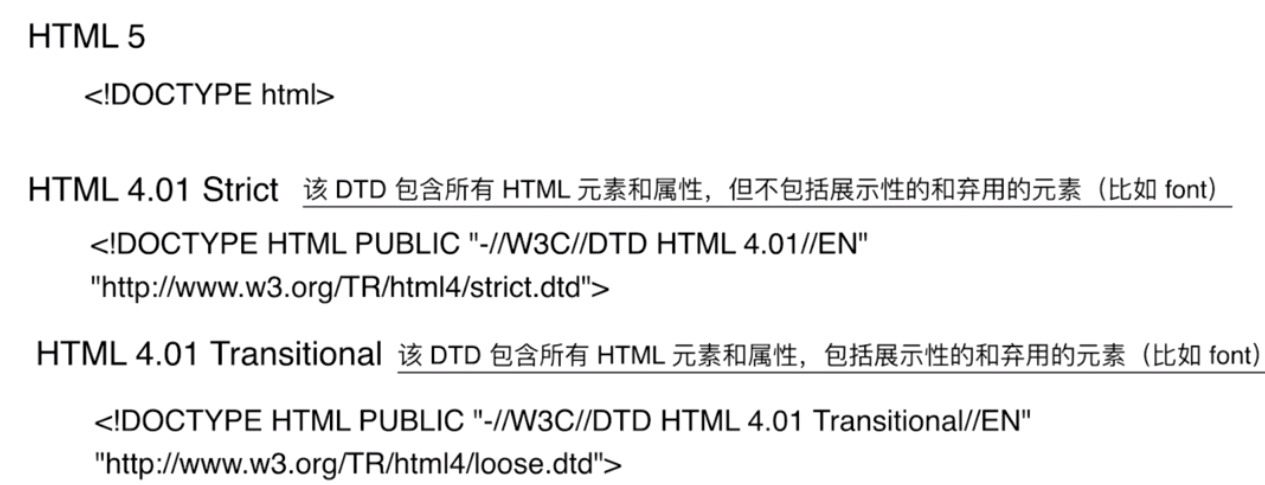 HTML 5
<!DOCTYPE html>
HTML 4.01 Strict 该 DTD 包含所有 HTML 元素和属性，但不包括展示性的和弃用的元素（比如 font）
<!DOCTYPE HTML PUBLIC "-//W3C//DTD HTML 4.01//EN"
"http://www.w3.org/TR/html4/strict.dtd">
HTML 4.01 Transitional 该 DTD 包含所有 HTML 元素和属性，包括展示性的和弃用的元素（比如 font）
<!DOCTYPE HTML PUBLIC "-//W3C//DTD HTML 4.01 Transitional//EN"
"http://www.w3.org/TR/html4/loose.dtd">